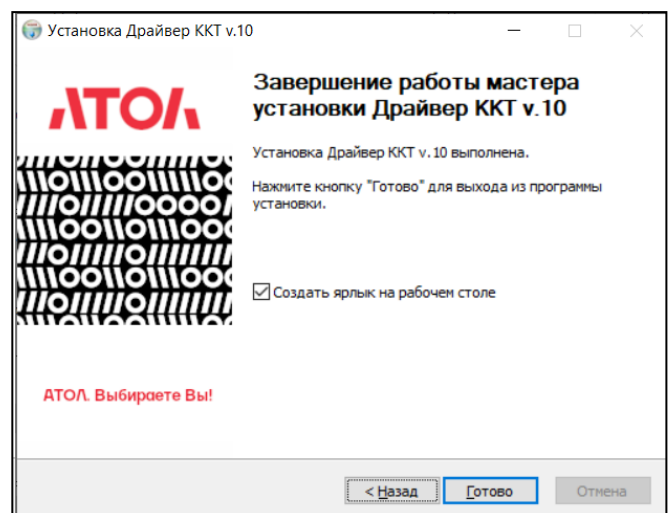 Установка Драйвер ККТ v.10
АТОЛ
Завершение работы мастера
установки Драйвер ККТ v.10
Установка Драйвер ККТ v.10 выполнена.
Нажмите кнопку "Готово" для выхода из программы
установки.
Создать ярлык на рабочем столе
АТОЛ. Выбираете Вы!
< Назад
Готово
Отмена